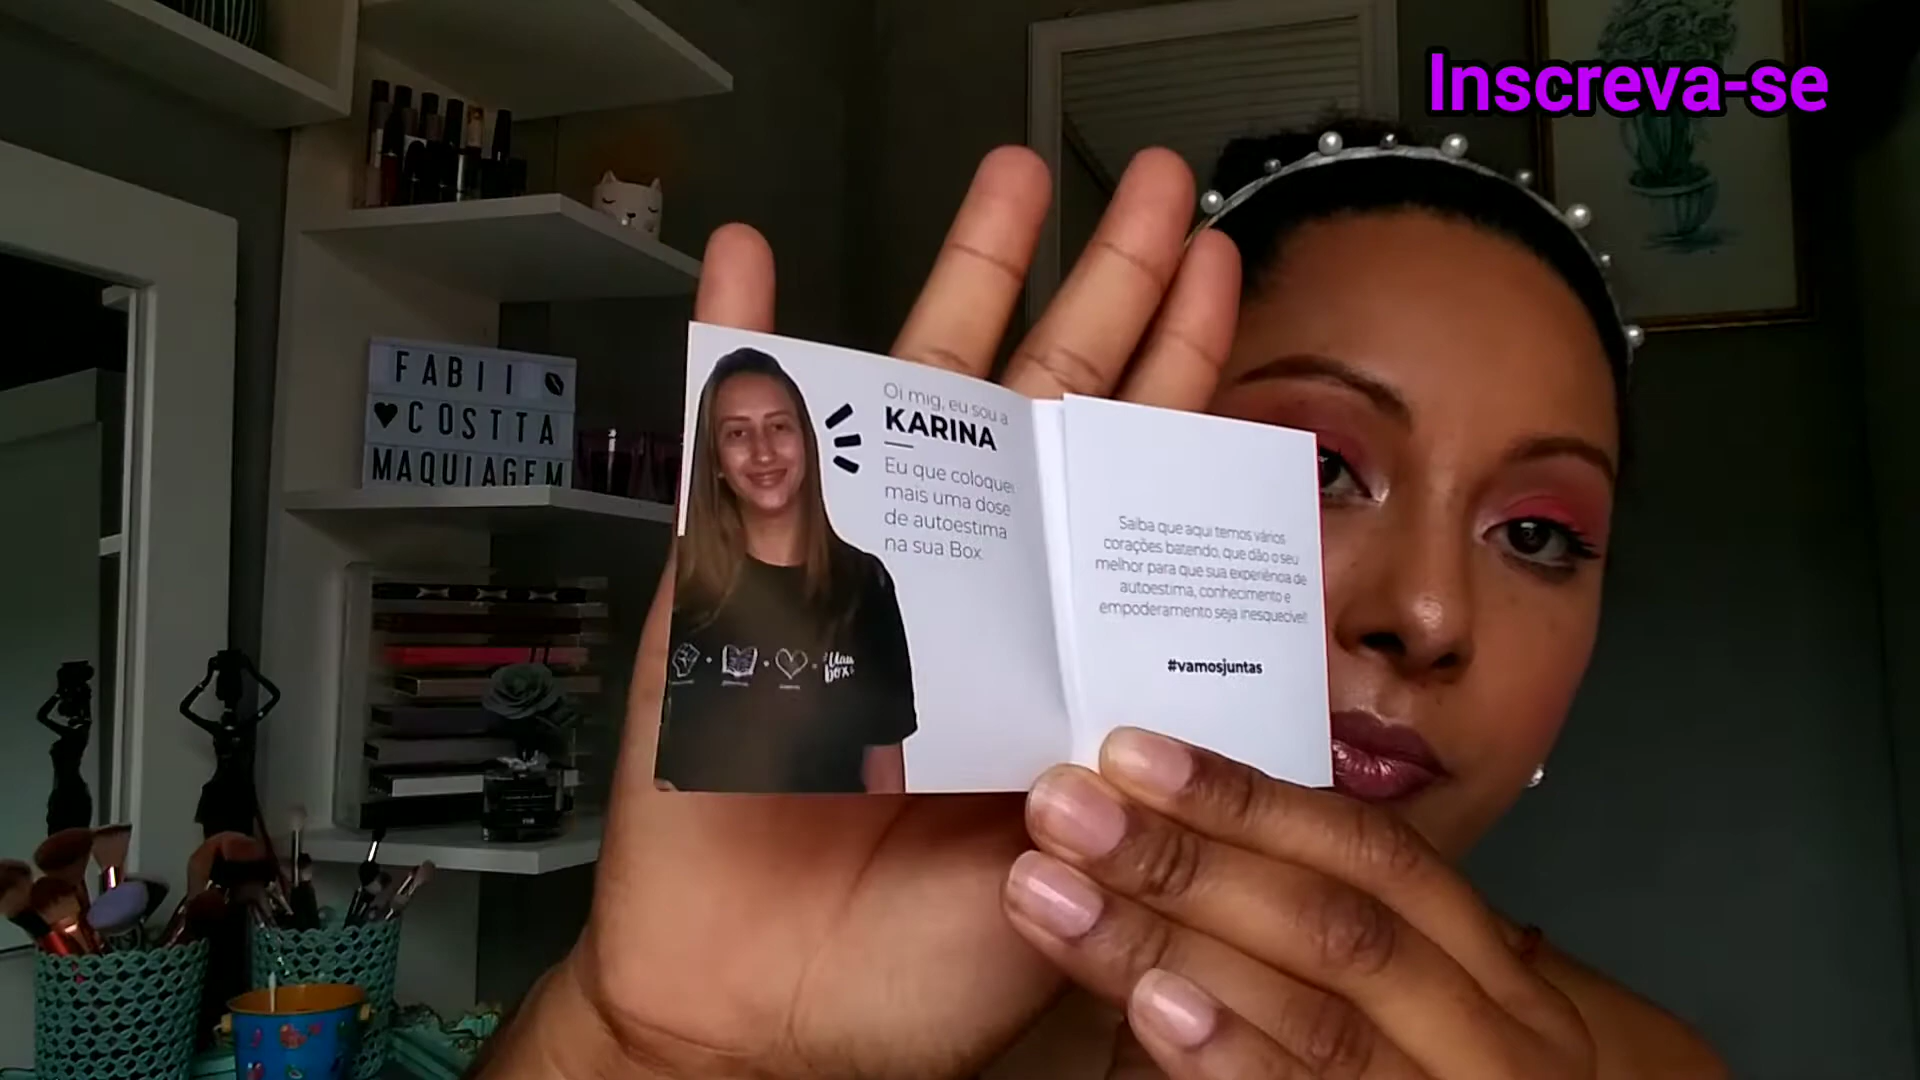 Inscreva-se
FABII
COSTTA
MAQUIAGEM
Oi mig, eu sou a
KARINA
Eu que coloquei
mais uma dose
de autoestima
na sua Box.
Glam
box
Saiba que aqui temos vários
corações batendo, que dão o seu
melhor para que sua experiência de
autoestima, conhecimento e
empoderamento seja inesquecível!
#vamosjuntas